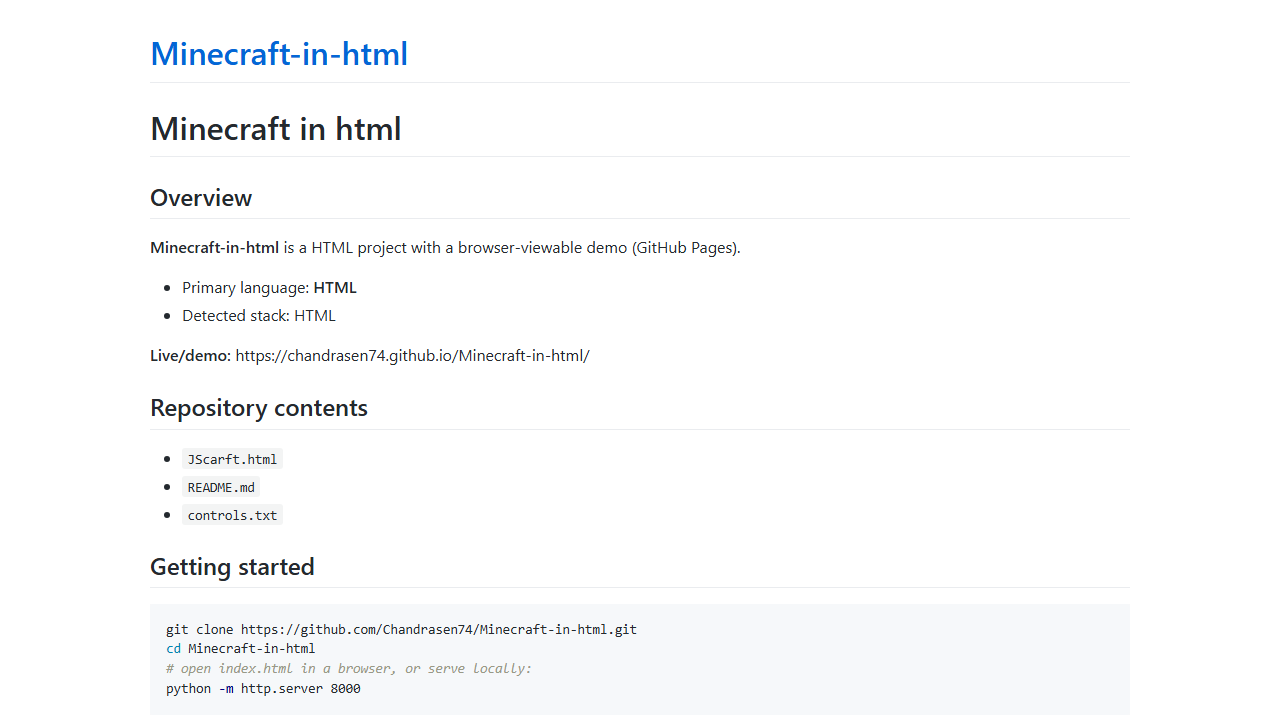 Minecraft-in-html
Minecraft in html
Overview
Minecraft-in-html is a HTML project with a browser-viewable demo (GitHub Pages).
Primary language: HTML
Detected stack: HTML
Live/demo: https://chandrasen74.github.io/Minecraft-in-html/
Repository contents
JScarft.html
README.md
controls.txt
Getting started
git clone https://github.com/Chandrasen74/Minecraft-in-html.git
cd Minecraft-in-html
# open index.html in a browser, or serve locally:
python -m http.server 8000